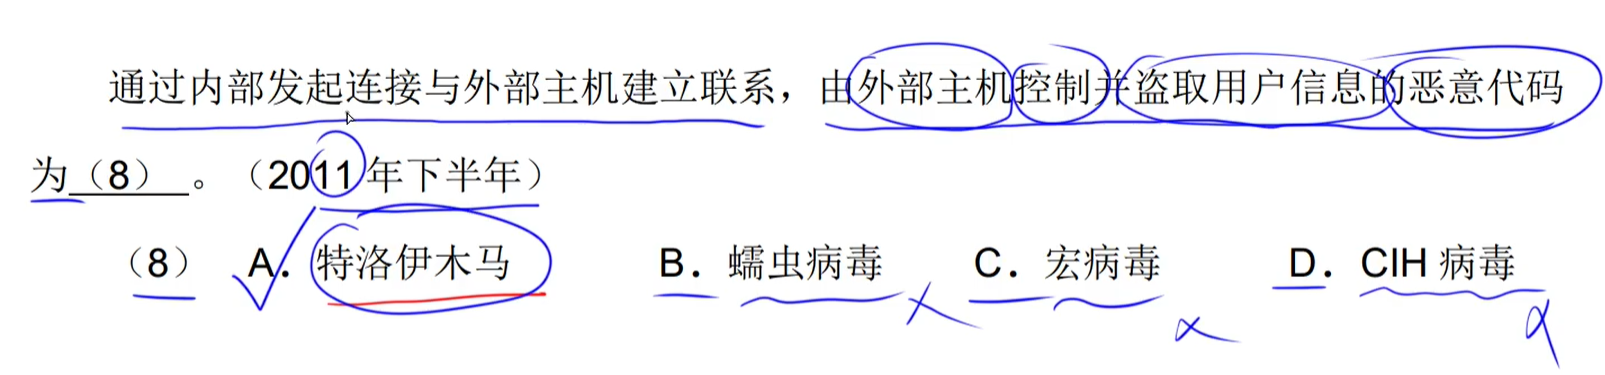 通过内部发起连接与外部主机建立联系，由外部主机控制并盗取用户信息的恶意代码
为（8）。（2011年下半年）
（8） A．特洛伊木马 B．蠕虫病毒 C．宏病毒 D．CIH 病毒